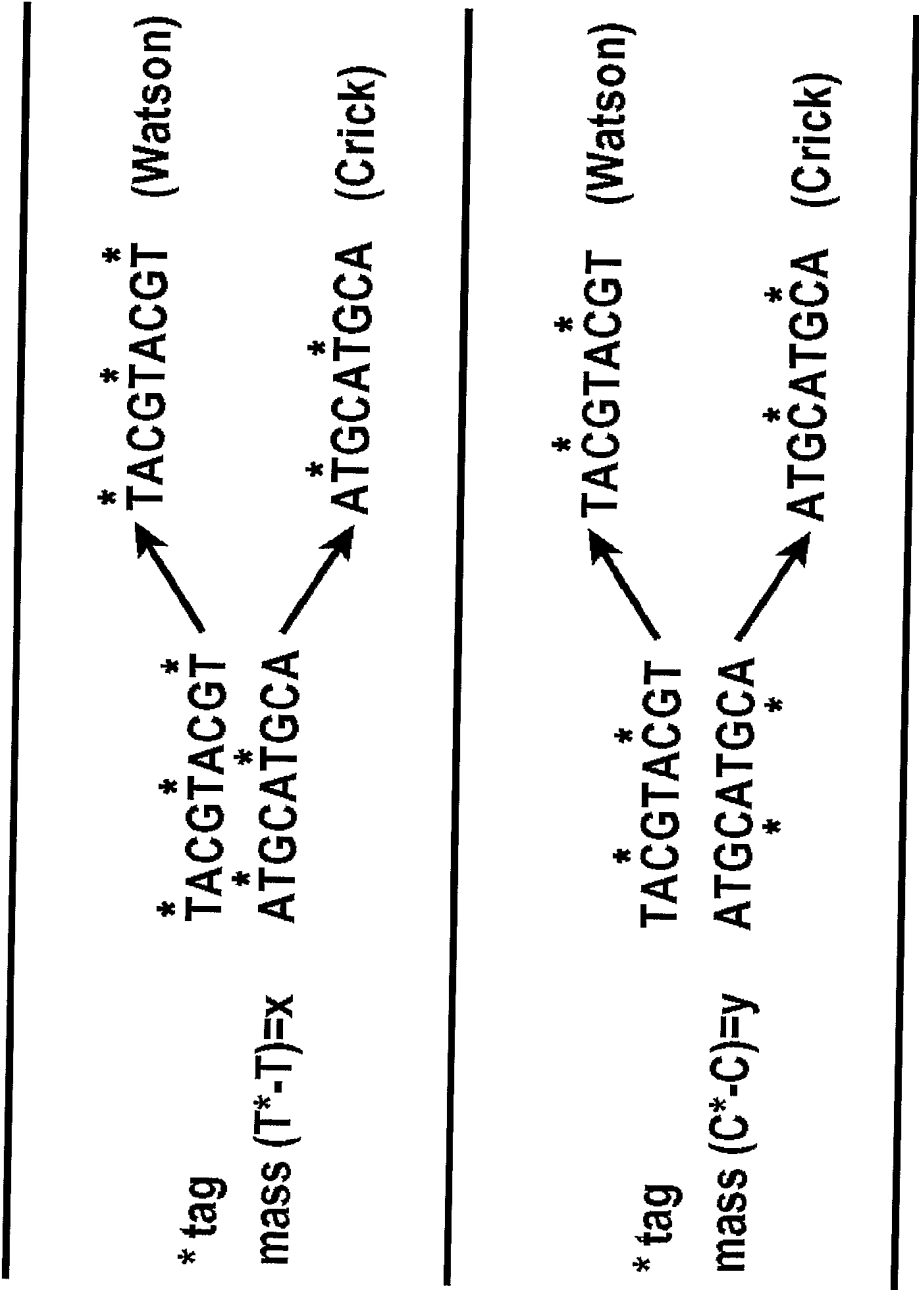 * * *
TACGTACGT (Watson)
* * *
* tag TACGTACGT
* *
mass (T*-T)=x ATGCATGCA
* *
ATGCATGCA (Crick)
* *
TACGTACGT (Watson)
* *
* tag TACGTACGT
mass (C*-C)=y ATGCATGCA
* *
* *
ATGCATGCA (Crick)